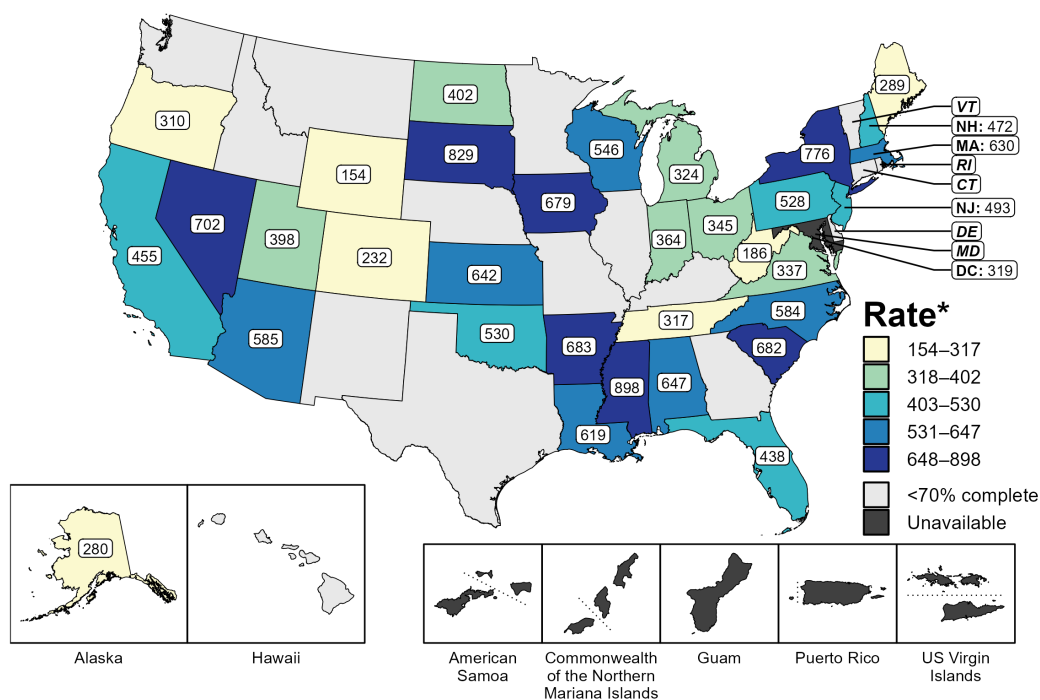 402
289
310
829
546
776
VT
NH: 472
MA: 630
RI
CT
NJ: 493
DE
MD
DC: 319
154
324
679
528
702
398
364
345
455
232
186
642
337
584
585
530
317
683
682
898
647
619
438
Rate*
154–317
318–402
403–530
531–647
648–898
<70% complete
Unavailable
280
Alaska
Hawaii
American
Samoa
Commonwealth
of the Northern
Mariana Islands
Guam
Puerto Rico
US Virgin
Islands